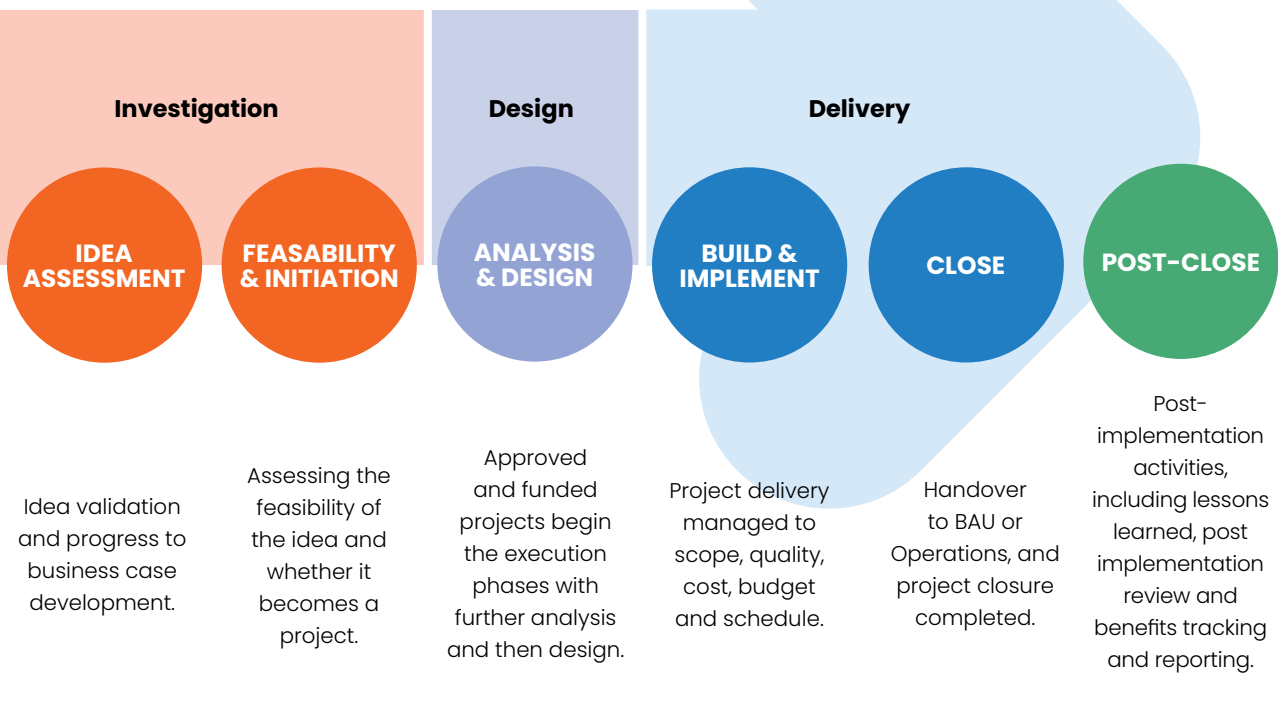 Investigation
Design
Delivery
IDEA
ASSESSMENT
FEASABILITY
& INITIATION
ANALYSIS
& DESIGN
BUILD &
IMPLEMENT
CLOSE
POST-CLOSE
Idea validation
and progress to
business case
development.
Assessing the
feasibility of
the idea and
whether it
becomes a
project.
Approved
and funded
projects begin
the execution
phases with
further analysis
and then design.
Project delivery
managed to
scope, quality,
cost, budget
and schedule.
Handover
to BAU or
Operations, and
project closure
completed.
Post-
implementation
activities,
including lessons
learned, post
implementation
review and
benefits tracking
and reporting.